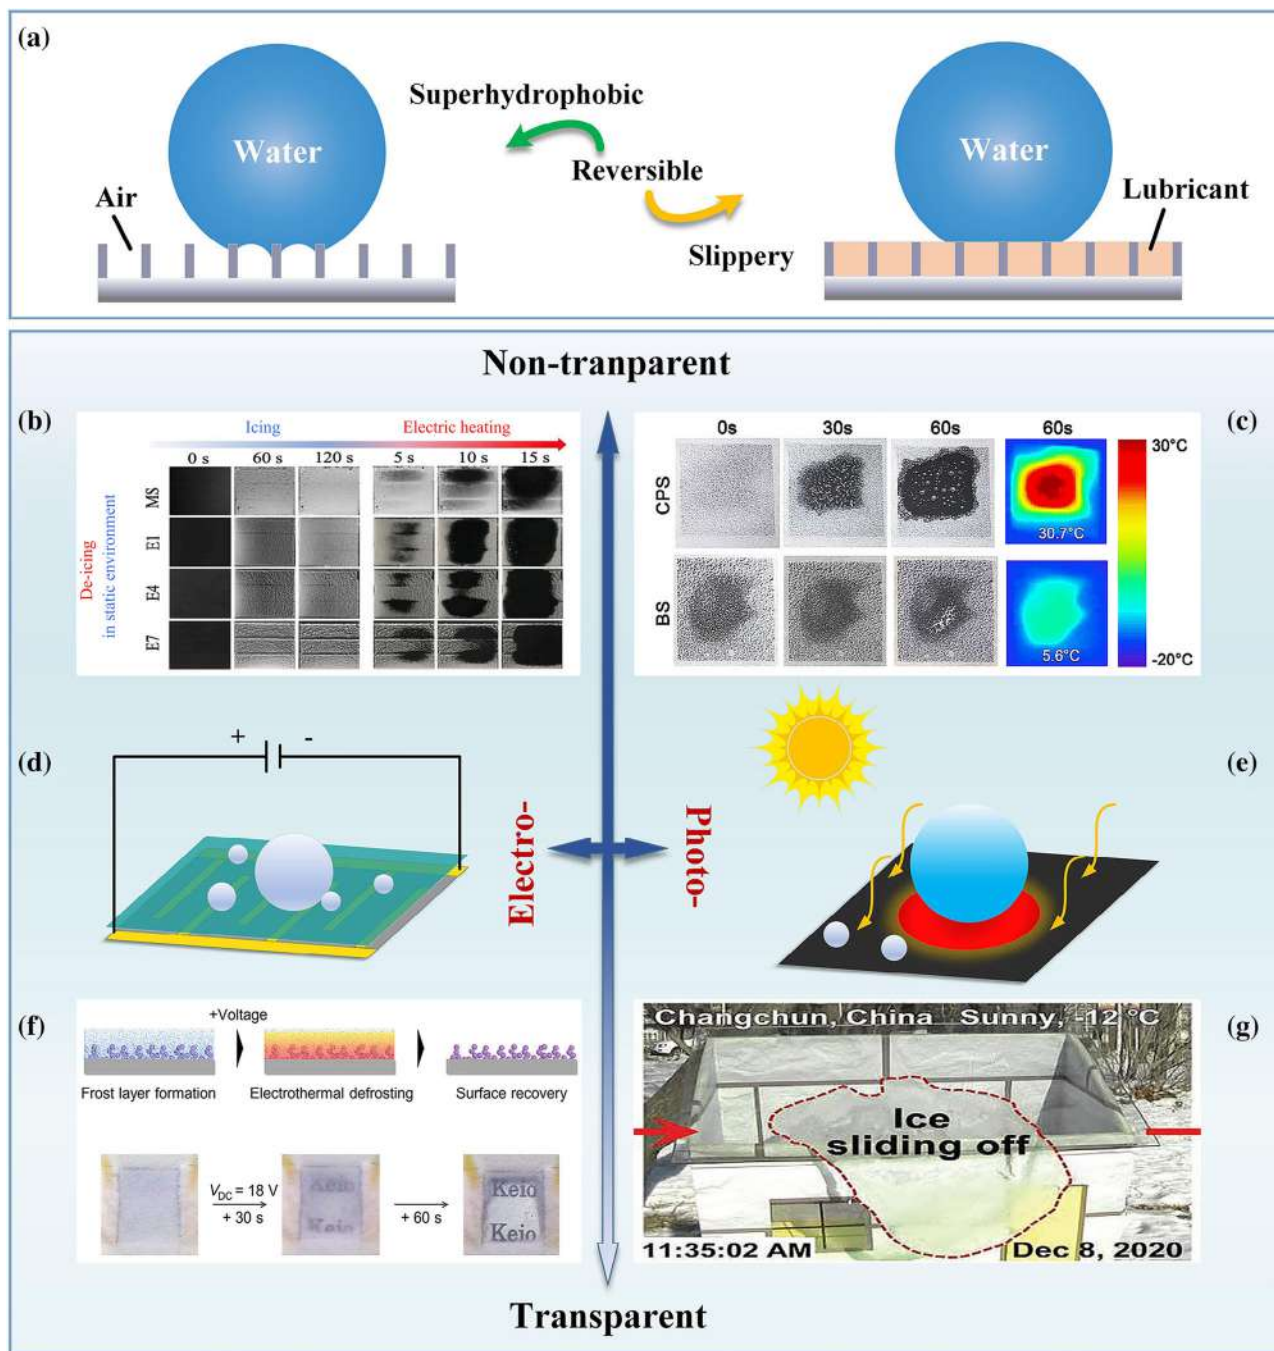 (a)
Superhydrophobic
Water
Water
Reversible
Air
Lubricant
Slippery
Non-tranparent
(b)
Icing
Electric heating
0 s
60 s
120 s
5 s
10 s
15 s
De-icing
in static environment
MS
E1
E4
E7
(c)
0s
30s
60s
60s
CPS
BS
30.7°C
5.6°C
30°C
-20°C
(d)
+
-
Electro-
Photo-
(e)
(f)
+Voltage
Frost layer formation
Electrothermal defrosting
Surface recovery
VDC = 18 V
+ 30 s
+ 60 s
Keio
Keio
Keio
Keio
(g)
Changchun, China Sunny, -12 °C
Ice
sliding off
11:35:02 AM
Dec 8, 2020
Transparent